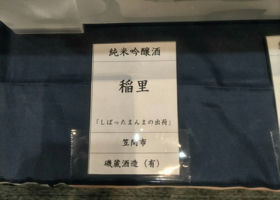 純米吟醸酒
稲里
「しぼったまんまの出荷」
笠間市
磯蔵酒造（有）